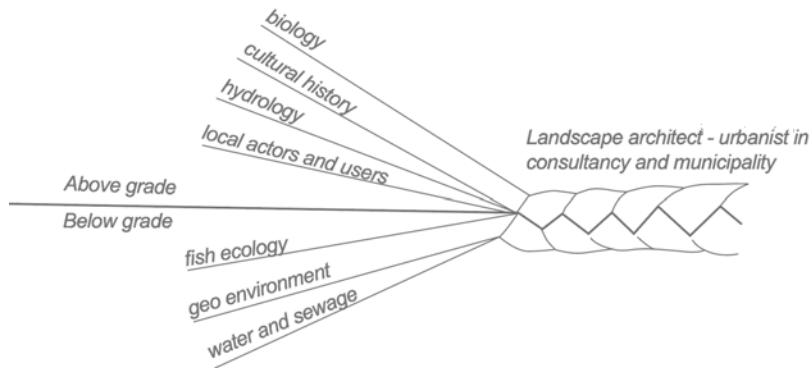 biology
cultural history
hydrology
local actors and users
Landscape architect - urbanist in
consultancy and municipality
Above grade
Below grade
fish ecology
geo environment
water and sewage